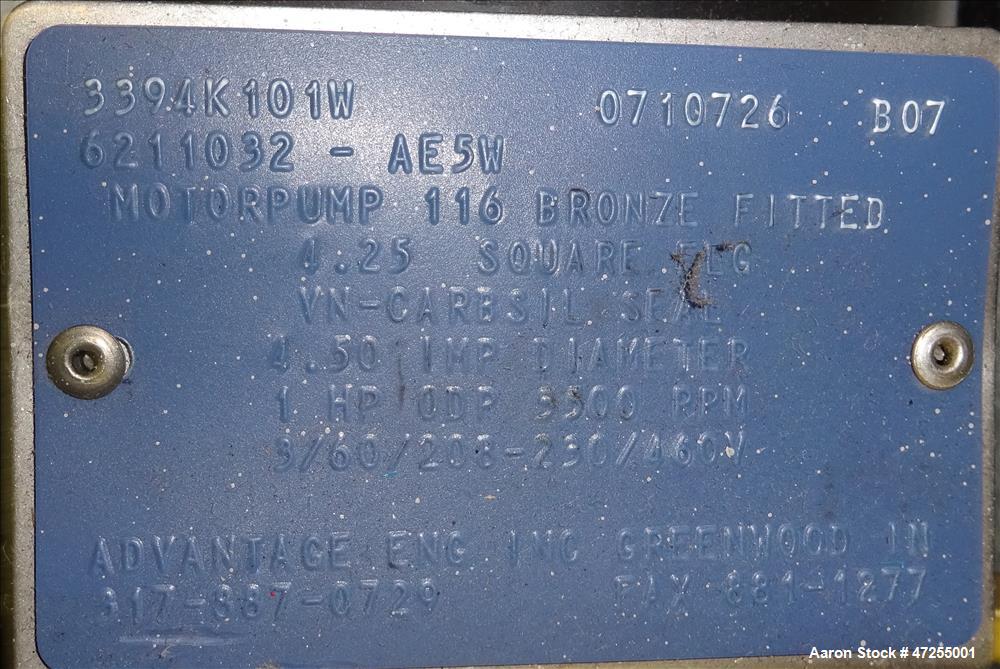 3394K101W 0710726 B07
6211032 - AE5W
MOTORPUMP 116 BRONZE FITTED
4.25 SQUARE FLG
VN-CARBSIL SEAL
4.50 IMP DIAMETER
1 HP ODP 3500 RPM
3/60/208-230/460V
ADVANTAGE ENG INC GREENWOOD IN
317-887-0729 FAX 881-1277
Aaron Stock # 47255001